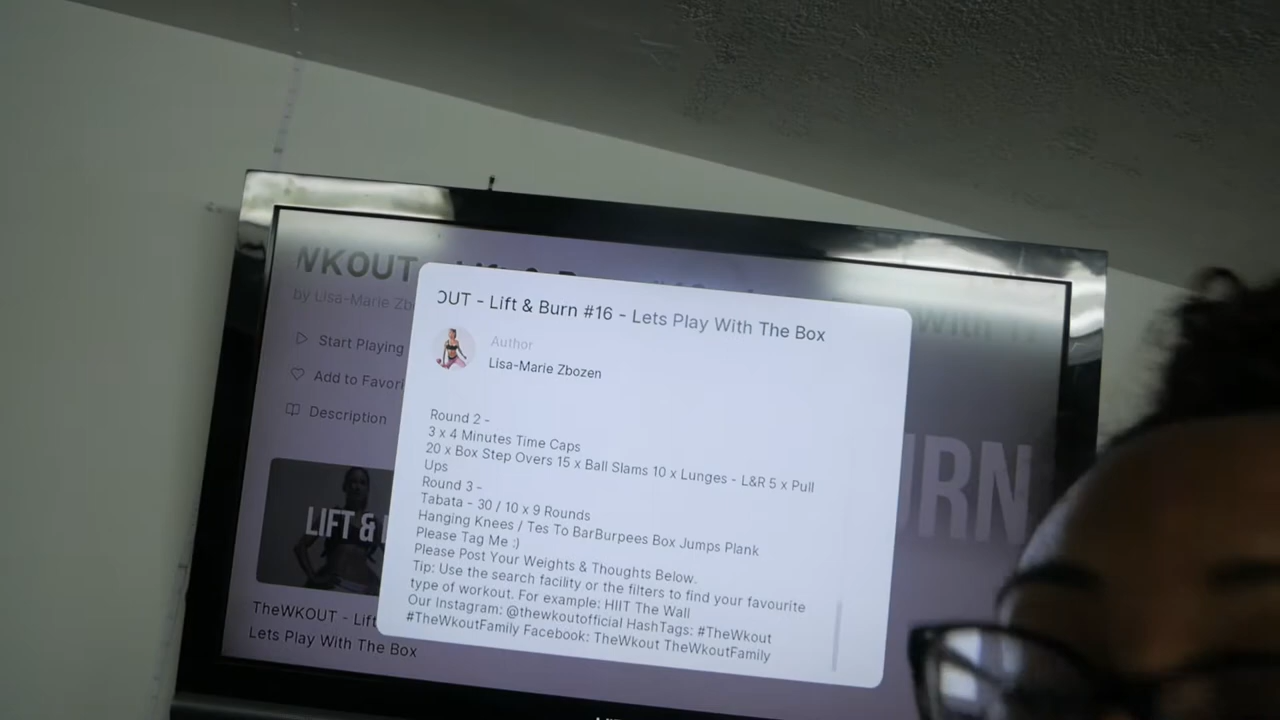 WKOUT
by Lisa-Marie Zb
Start Playing
Add to Favori
Description
LIFT &
TheWKOUT - Lift
Lets Play With The Box
OUT - Lift & Burn #16 - Lets Play With The Box
Author
Lisa-Marie Zbozen
Round 2 -
3 x 4 Minutes Time Caps
20 x Box Step Overs 15 x Ball Slams 10 x Lunges - L&R 5 x Pull
Ups
Round 3 -
Tabata - 30 / 10 x 9 Rounds
Hanging Knees / Tes To BarBurpees Box Jumps Plank
Please Tag Me :)
Please Post Your Weights & Thoughts Below.
Tip: Use the search facility or the filters to find your favourite
type of workout. For example: HIIT The Wall
Our Instagram: @thewkoutofficial HashTags: #TheWkout
#TheWkoutFamily Facebook: TheWkout TheWkoutFamily
URN